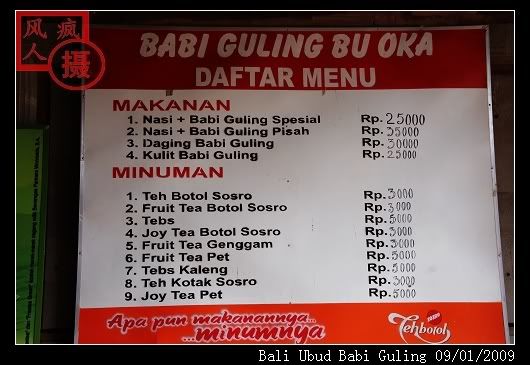 风疯
人摄
BABI GULING BU OKA
DAFTAR MENU
MAKANAN
1. Nasi + Babi Guling Spesial Rp. 25000
2. Nasi + Babi Guling Pisah Rp. 35000
3. Daging Babi Guling Rp. 30000
4. Kulit Babi Guling Rp. 25000
MINUMAN
1. Teh Botol Sosro Rp. 3000
2. Fruit Tea Botol Sosro Rp. 3000
3. Tebs Rp. 5000
4. Joy Tea Botol Sosro Rp. 3000
5. Fruit Tea Genggam Rp. 3000
6. Fruit Tea Pet Rp. 5000
7. Tebs Kaleng Rp. 5000
8. Teh Kotak Sosro Rp. 3000
9. Joy Tea Pet Rp. 5000
Apa pun makanannya...
...minumnya
Tehbotol
Bali Ubud Babi Guling 09/01/2009